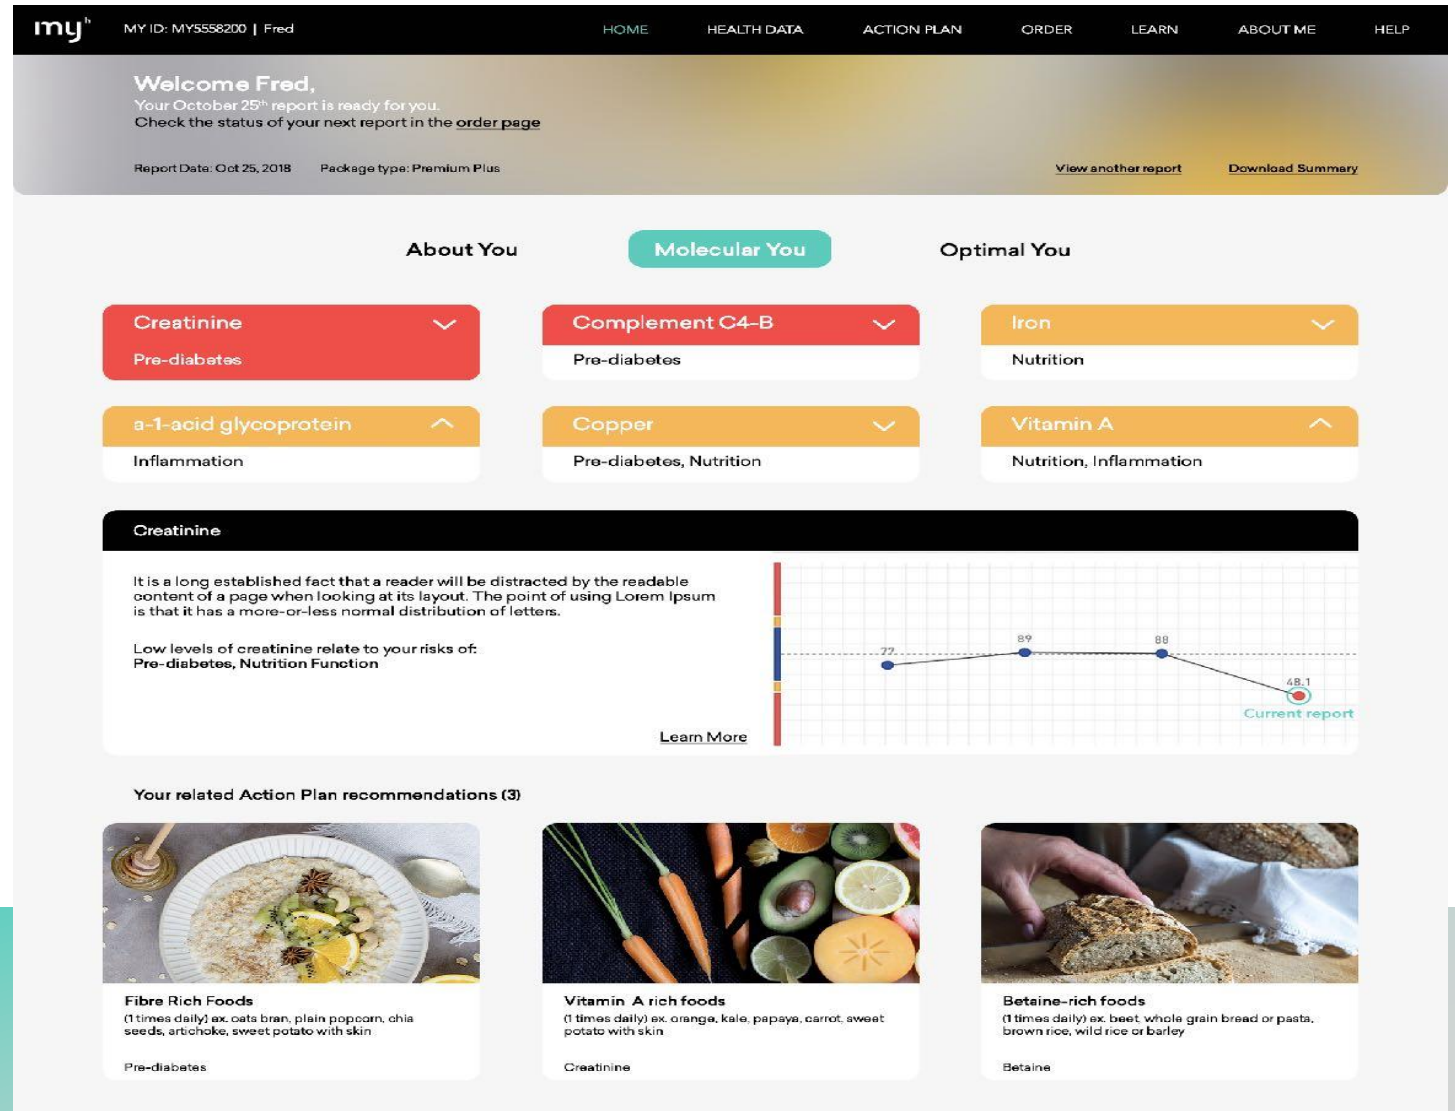 my h
MY ID: MY5558200 | Fred
HOME
HEALTH DATA
ACTION PLAN
ORDER
LEARN
ABOUT ME
HELP
Welcome Fred,
Your October 25th report is ready for you.
Check the status of your next report in the order page
Report Date: Oct 25, 2018
Package type: Premium Plus
View another report
Download Summary
About You
Molecular You
Optimal You
Creatinine
Pre-diabetes
Complement C4-B
Pre-diabetes
Iron
Nutrition
a-1-acid glycoprotein
Inflammation
Copper
Pre-diabetes, Nutrition
Vitamin A
Nutrition, Inflammation
Creatinine
It is a long established fact that a reader will be distracted by the readable
content of a page when looking at its layout. The point of using Lorem Ipsum
is that it has a more-or-less normal distribution of letters.
Low levels of creatinine relate to your risks of:
Pre-diabetes, Nutrition Function
Learn More
77
89
88
48.1
Current report
Your related Action Plan recommendations (3)
Fibre Rich Foods
(1 times daily) ex. oats bran, plain popcorn, chia
seeds, artichoke, sweet potato with skin
Pre-diabetes
Vitamin A rich foods
(1 times daily) ex. orange, kale, papaya, carrot, sweet
potato with skin
Creatinine
Betaine-rich foods
(1 times daily) ex. beet, whole grain bread or pasta,
brown rice, wild rice or barley
Betaine